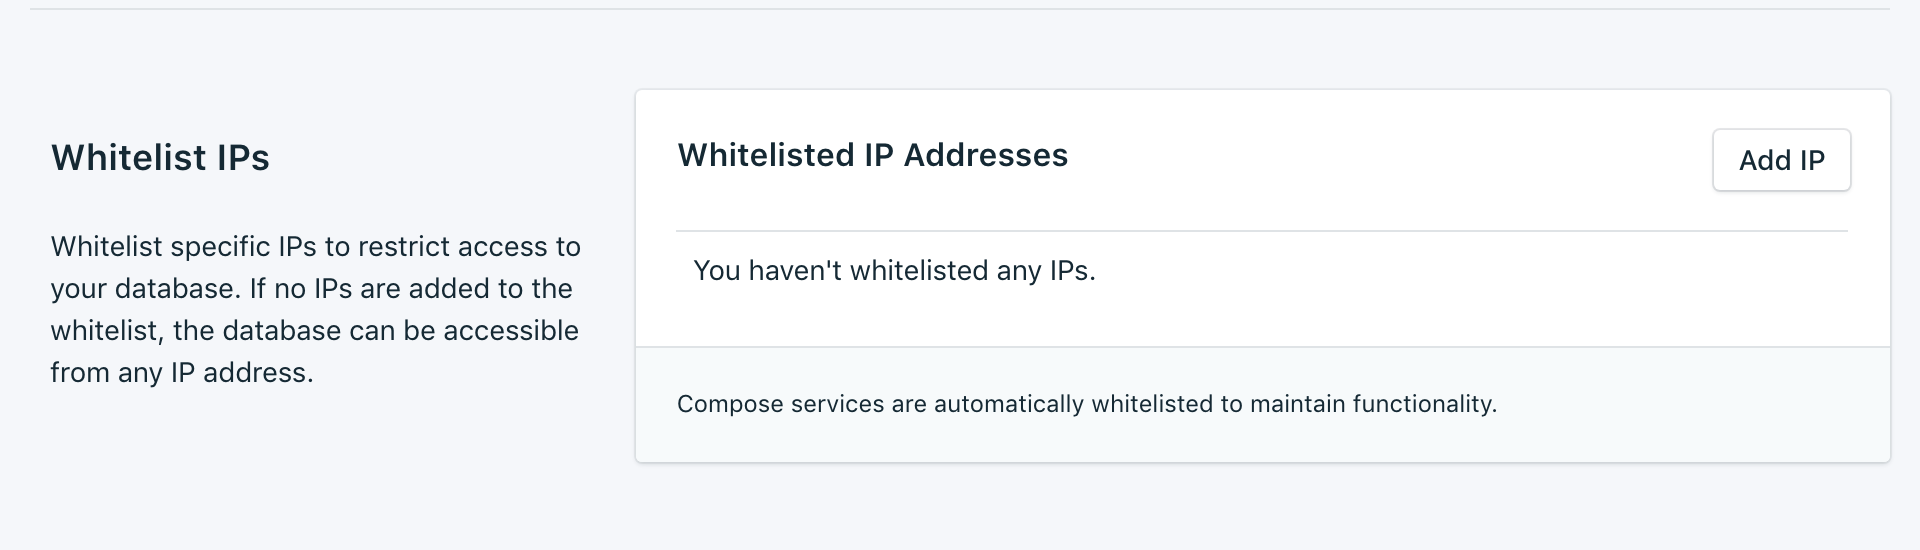 Whitelist IPs
Whitelist specific IPs to restrict access to
your database. If no IPs are added to the
whitelist, the database can be accessible
from any IP address.
Whitelisted IP Addresses
Add IP
You haven't whitelisted any IPs.
Compose services are automatically whitelisted to maintain functionality.